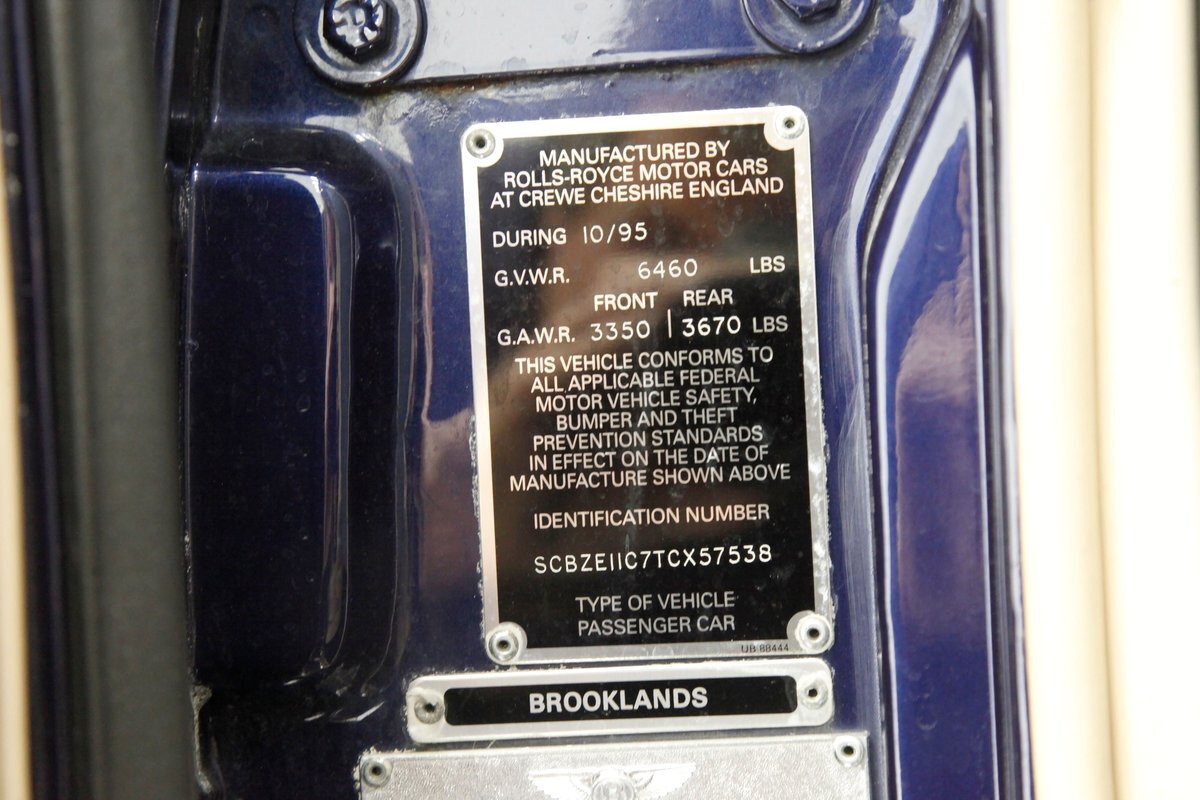 MANUFACTURED BY
ROLLS-ROYCE MOTOR CARS
AT CREWE CHESHIRE ENGLAND
DURING 10/95
G.V.W.R. 6460 LBS
FRONT REAR
G.A.W.R. 3350 | 3670 LBS
THIS VEHICLE CONFORMS TO
ALL APPLICABLE FEDERAL
MOTOR VEHICLE SAFETY,
BUMPER AND THEFT
PREVENTION STANDARDS
IN EFFECT ON THE DATE OF
MANUFACTURE SHOWN ABOVE
IDENTIFICATION NUMBER
SCBZE11C7TCX57538
TYPE OF VEHICLE
PASSENGER CAR
UB 88444
BROOKLANDS
B